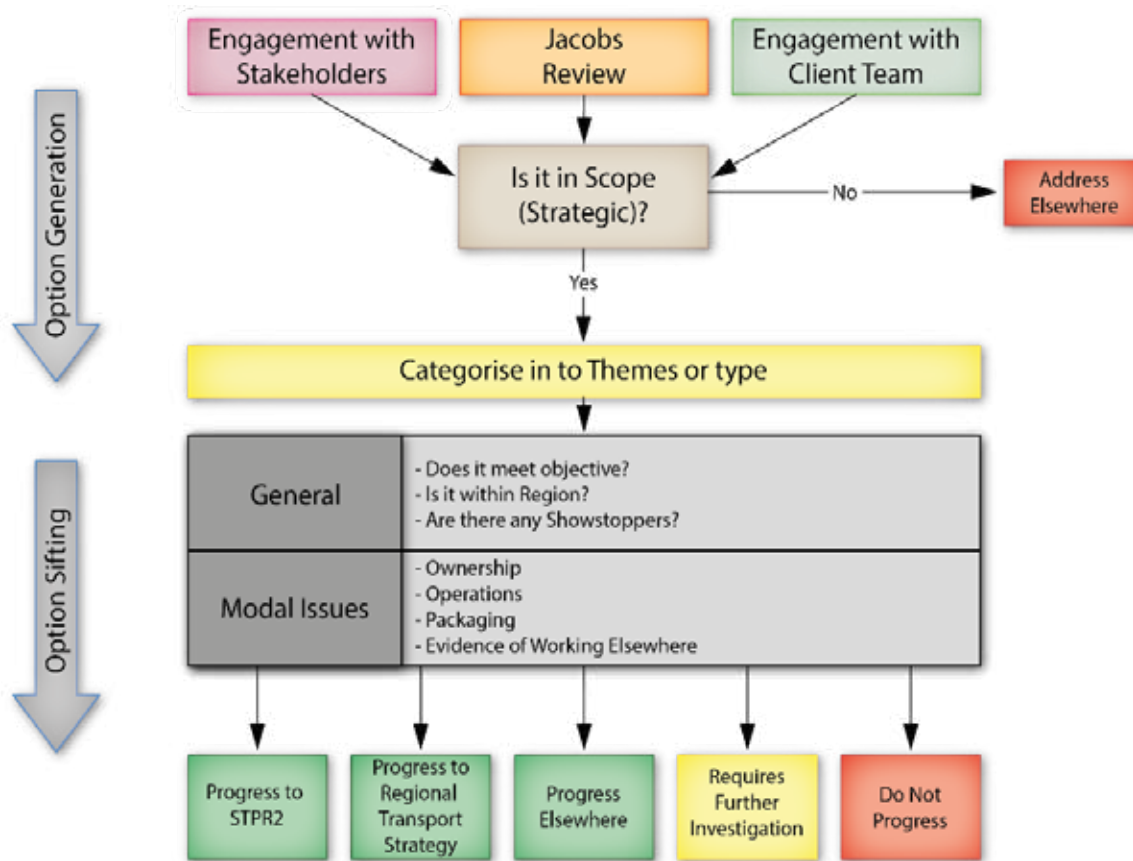 Engagement with
Stakeholders
Jacobs
Review
Engagement with
Client Team
Option Generation
Is it in Scope
(Strategic)?
No
Address
Elsewhere
Yes
Categorise in to Themes or type
Option Sifting
General
- Does it meet objective?
- Is it within Region?
- Are there any Showstoppers?
Modal Issues
- Ownership
- Operations
- Packaging
- Evidence of Working Elsewhere
Progress to
STPR2
Progress to
Regional
Transport
Strategy
Progress
Elsewhere
Requires
Further
Investigation
Do Not
Progress